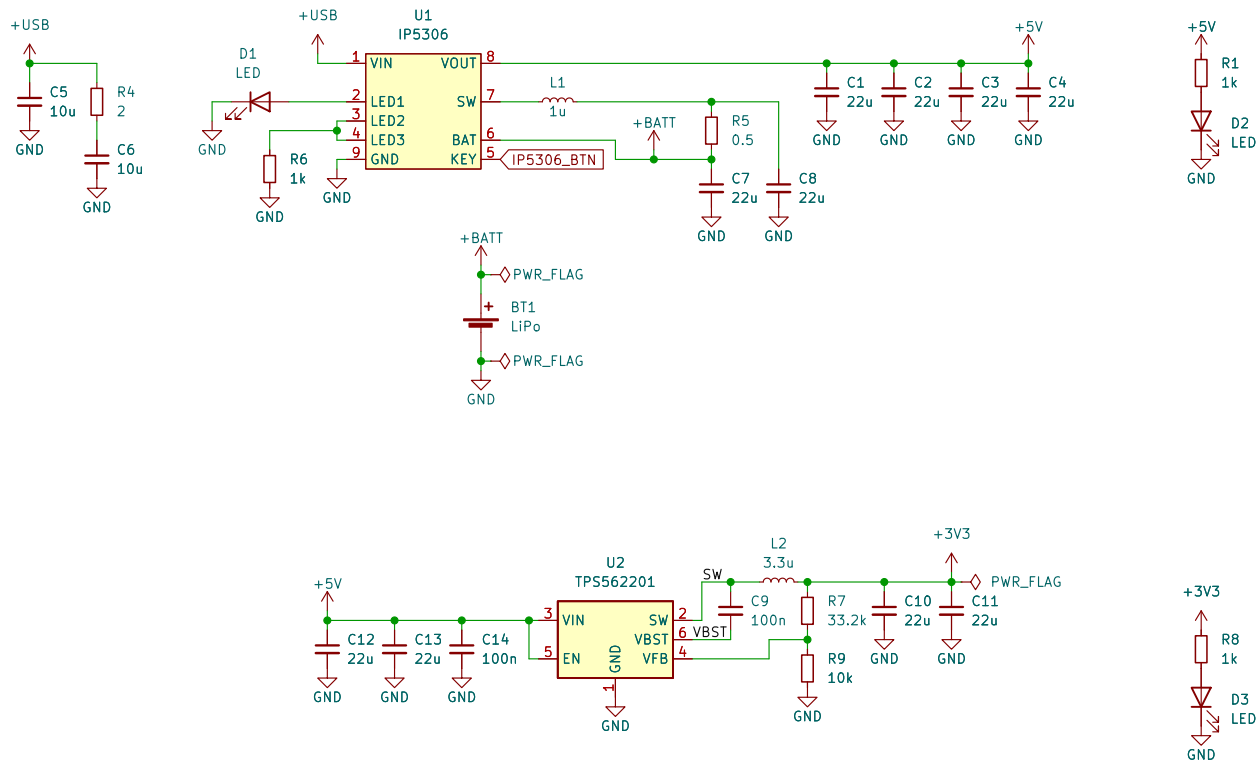 +USB
C5
10u
GND
R4
2
C6
10u
GND
+USB
U1
IP5306
D1
LED
GND
R6
1k
GND
GND
1 VIN
2 LED1
3 LED2
4 LED3
9 GND
VOUT 8
SW 7
BAT 6
KEY 5
IP5306_BTN
L1
1u
+BATT
R5
0.5
C7
22u
GND
C8
22u
GND
C1
22u
GND
C2
22u
GND
C3
22u
GND
+5V
C4
22u
GND
+5V
R1
1k
D2
LED
GND
+BATT
PWR_FLAG
+
BT1
LiPo
PWR_FLAG
GND
+5V
C12
22u
GND
C13
22u
GND
C14
100n
GND
U2
TPS562201
3 VIN
5 EN
GND
1
GND
SW 2
VBST 6
VFB 4
SW
VBST
C9
100n
L2
3.3u
R7
33.2k
R9
10k
GND
C10
22u
GND
+3V3
PWR_FLAG
C11
22u
GND
+3V3
R8
1k
D3
LED
GND